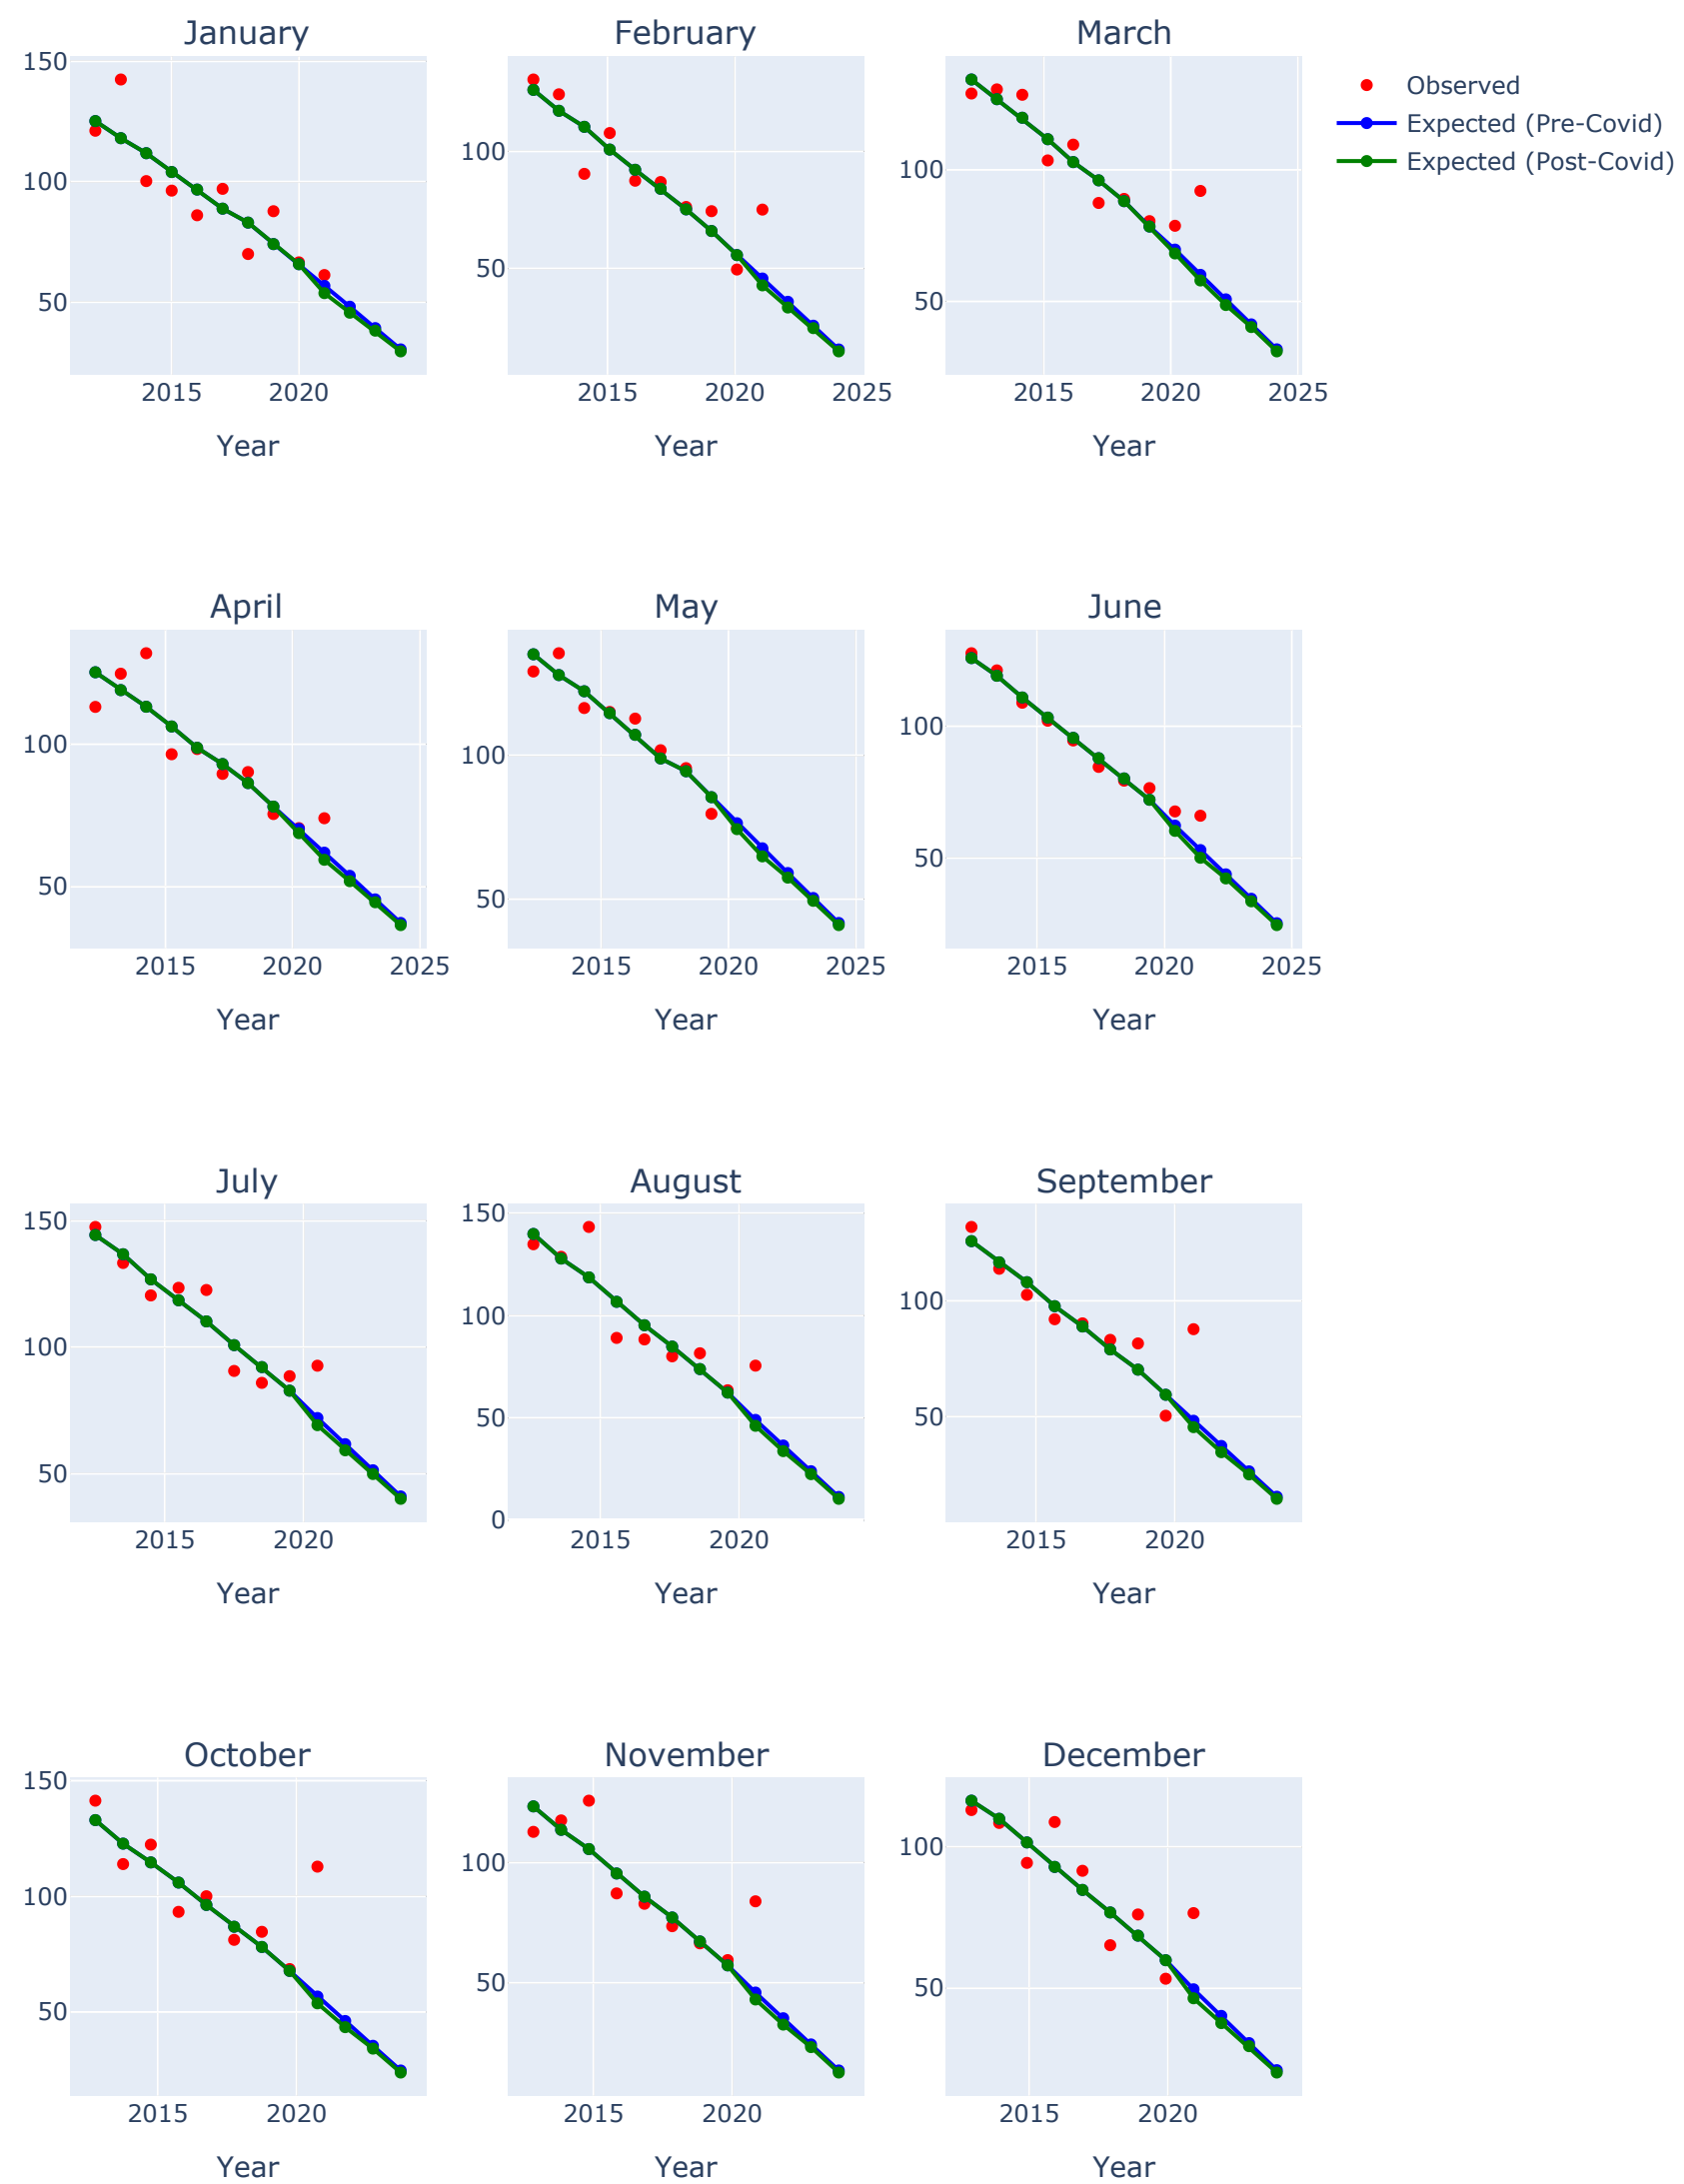 January
February
March
150
100
50
2015
2020
Year
100
50
2015
2020
2025
Year
100
50
2015
2020
2025
Year
Observed
Expected (Pre-Covid)
Expected (Post-Covid)
April
May
June
100
50
2015
2020
2025
Year
100
50
2015
2020
2025
Year
100
50
2015
2020
2025
Year
July
August
September
150
100
50
2015
2020
Year
150
100
50
0
2015
2020
Year
100
50
2015
2020
Year
October
November
December
150
100
50
2015
2020
Year
100
50
2015
2020
Year
100
50
2015
2020
Year